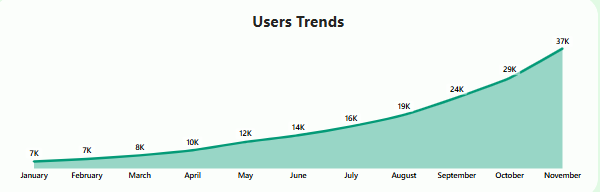 Users Trends
37K
29K
24K
19K
16K
14K
12K
10K
8K
7K
7K
January February March April May June July August September October November